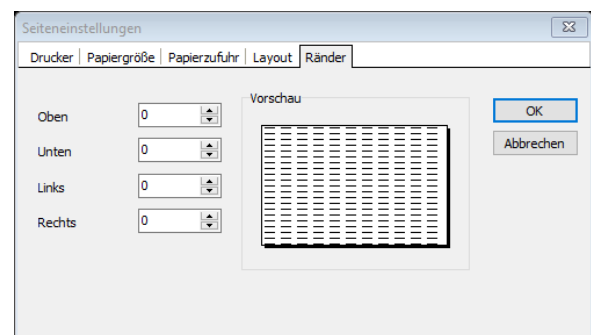 Seiteneinstellungen
Drucker Papiergröße Papierzufuhr Layout Ränder
Oben 0
Unten 0
Links 0
Rechts 0
Vorschau
OK
Abbrechen